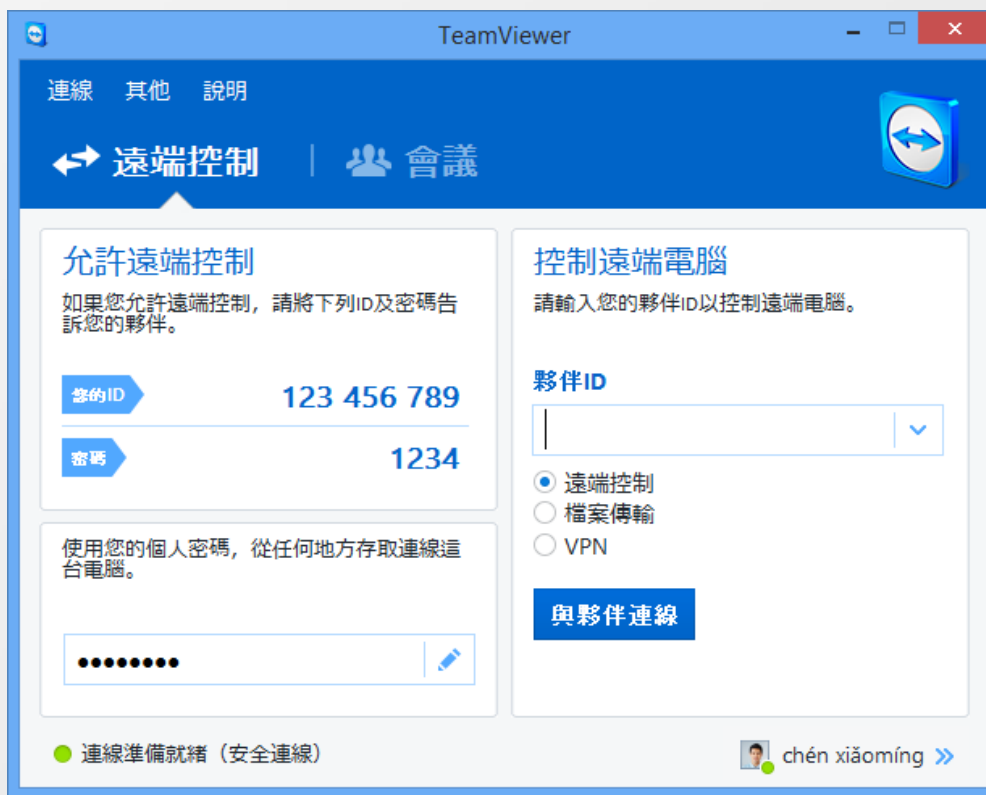 TeamViewer
連線 其他 說明
遠端控制 | 會議
允許遠端控制
如果您允許遠端控制，請將下列ID及密碼告
訴您的夥伴。
您的ID 123 456 789
密碼 1234
使用您的個人密碼，從任何地方存取連線這
台電腦。
••••••••
控制遠端電腦
請輸入您的夥伴ID以控制遠端電腦。
夥伴ID
遠端控制
檔案傳輸
VPN
與夥伴連線
連線準備就緒（安全連線）
chén xiǎomíng